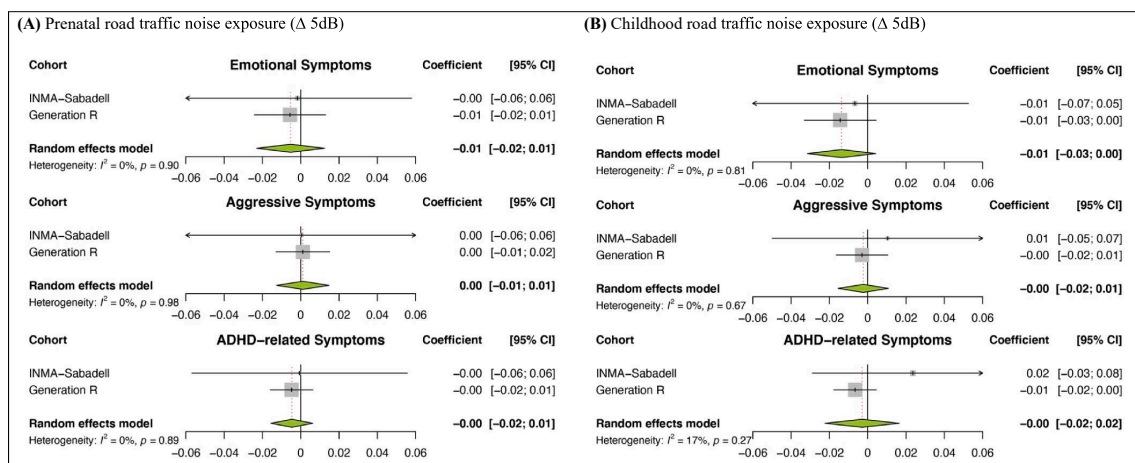 (A) Prenatal road traffic noise exposure (Δ 5dB)
Cohort Emotional Symptoms Coefficient [95% CI]
INMA−Sabadell −0.00 [−0.06; 0.06]
Generation R −0.01 [−0.02; 0.01]
Random effects model −0.01 [−0.02; 0.01]
Heterogeneity: I² = 0%, p = 0.90
−0.06 −0.04 −0.02 0 0.02 0.04 0.06
Cohort Aggressive Symptoms Coefficient [95% CI]
INMA−Sabadell 0.00 [−0.06; 0.06]
Generation R 0.00 [−0.01; 0.02]
Random effects model 0.00 [−0.01; 0.01]
Heterogeneity: I² = 0%, p = 0.98
−0.06 −0.04 −0.02 0 0.02 0.04 0.06
Cohort ADHD−related Symptoms Coefficient [95% CI]
INMA−Sabadell −0.00 [−0.06; 0.06]
Generation R −0.00 [−0.02; 0.01]
Random effects model −0.00 [−0.02; 0.01]
Heterogeneity: I² = 0%, p = 0.89
−0.06 −0.04 −0.02 0 0.02 0.04 0.06
(B) Childhood road traffic noise exposure (Δ 5dB)
Cohort Emotional Symptoms Coefficient [95% CI]
INMA−Sabadell −0.01 [−0.07; 0.05]
Generation R −0.01 [−0.03; 0.00]
Random effects model −0.01 [−0.03; 0.00]
Heterogeneity: I² = 0%, p = 0.81
−0.06 −0.04 −0.02 0 0.02 0.04 0.06
Cohort Aggressive Symptoms Coefficient [95% CI]
INMA−Sabadell 0.01 [−0.05; 0.07]
Generation R −0.00 [−0.02; 0.01]
Random effects model −0.00 [−0.02; 0.01]
Heterogeneity: I² = 0%, p = 0.67
−0.06 −0.04 −0.02 0 0.02 0.04 0.06
Cohort ADHD−related Symptoms Coefficient [95% CI]
INMA−Sabadell 0.02 [−0.03; 0.08]
Generation R −0.01 [−0.02; 0.00]
Random effects model −0.00 [−0.02; 0.02]
Heterogeneity: I² = 17%, p = 0.27
−0.06 −0.04 −0.02 0 0.02 0.04 0.06